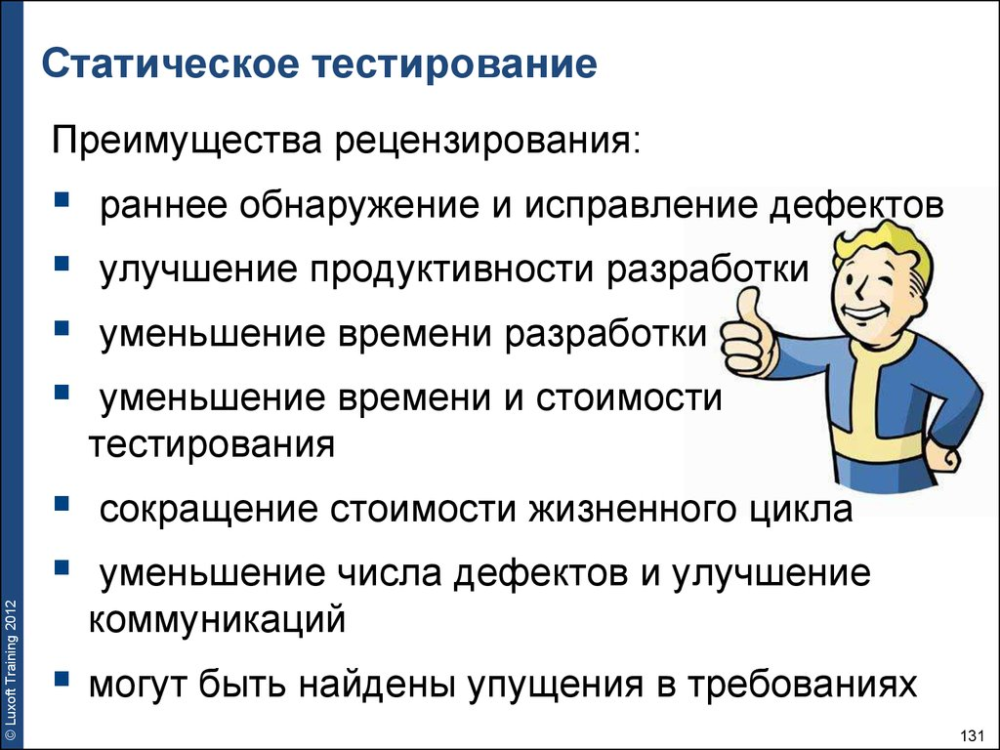 Статическое тестирование
Преимущества рецензирования:
▪ раннее обнаружение и исправление дефектов
▪ улучшение продуктивности разработки
▪ уменьшение времени разработки
▪ уменьшение времени и стоимости
тестирования
▪ сокращение стоимости жизненного цикла
▪ уменьшение числа дефектов и улучшение
коммуникаций
▪ могут быть найдены упущения в требованиях
© Luxoft Training 2012
131